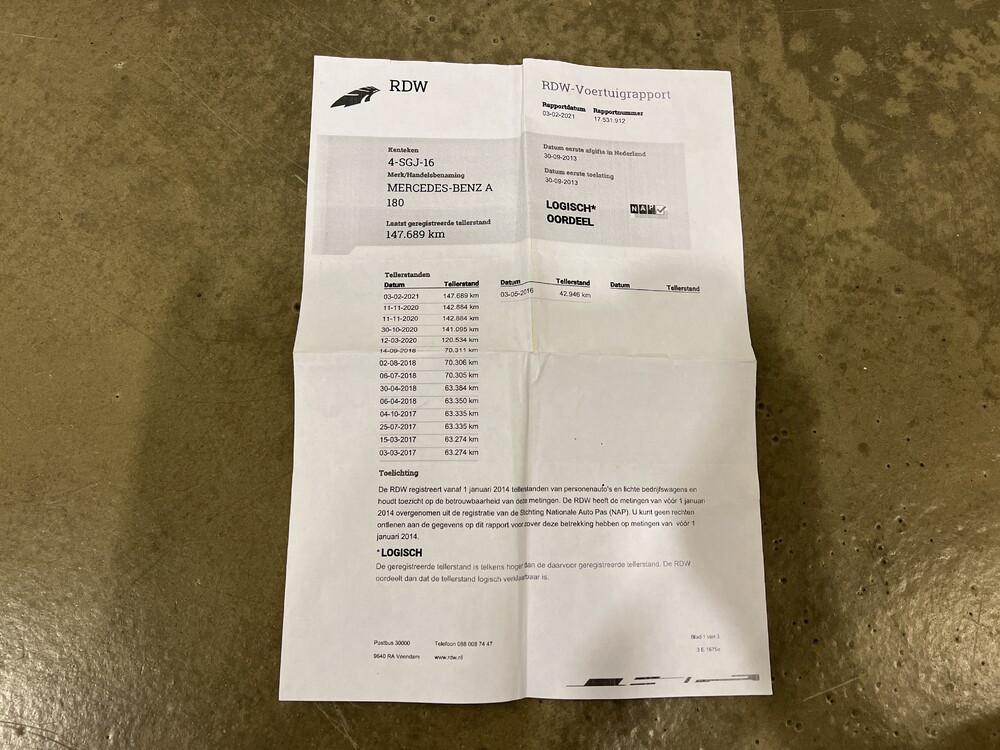 RDW
RDW-Voertuigrapport
Rapportdatum Rapportnummer
03-02-2021 17.531.912
Kenteken
4-SGJ-16
Merk/Handelsbenaming
MERCEDES-BENZ A
180
Laatst geregistreerde tellerstand
147.689 km
Datum eerste afgifte in Nederland
30-09-2013
Datum eerste toelating
30-09-2013
LOGISCH*
OORDEEL
NAP
Tellerstanden
Datum Tellerstand Datum Tellerstand Datum Tellerstand
03-02-2021 147.689 km 03-05-2016 42.946 km
11-11-2020 142.884 km
11-11-2020 142.884 km
30-10-2020 141.095 km
12-03-2020 120.534 km
14-09-2018 70.311 km
02-08-2018 70.306 km
06-07-2018 70.305 km
30-04-2018 63.384 km
06-04-2018 63.350 km
04-10-2017 63.335 km
25-07-2017 63.335 km
15-03-2017 63.274 km
03-03-2017 63.274 km
Toelichting
De RDW registreert vanaf 1 januari 2014 tellerstanden van personenauto's en lichte bedrijfswagens en
houdt toezicht op de betrouwbaarheid van deze metingen. De RDW heeft de metingen van vóór 1 januari
2014 overgenomen uit de registratie van de Stichting Nationale Auto Pas (NAP). U kunt geen rechten
ontlenen aan de gegevens op dit rapport voor zover deze betrekking hebben op metingen van vóór 1
januari 2014.
*LOGISCH
De geregistreerde tellerstand is telkens hoger dan de daarvoor geregistreerde tellerstand. De RDW
oordeelt dan dat de tellerstand logisch verklaarbaar is.
Postbus 30000 Telefoon 088 008 74 47
9640 RA Veendam www.rdw.nl
Blad 1 van 3
3 E 1675e